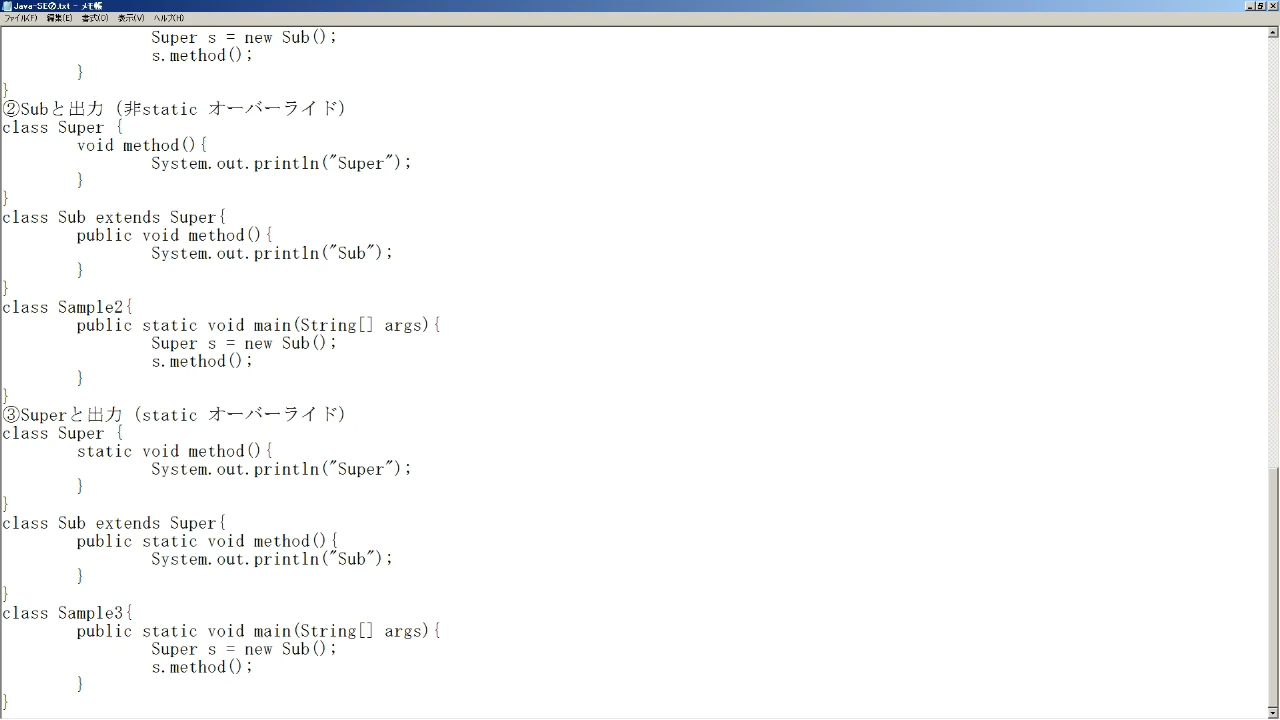 Java-SEの.txt - メモ帳
ファイル(F) 編集(E) 書式(O) 表示(V) ヘルプ(H)
Super s = new Sub();
s.method();
}
}
②Subと出力 (非static オーバーライド)
class Super {
void method(){
System.out.println("Super");
}
}
class Sub extends Super{
public void method(){
System.out.println("Sub");
}
}
class Sample2{
public static void main(String[] args){
Super s = new Sub();
s.method();
}
}
③Superと出力 (static オーバーライド)
class Super {
static void method(){
System.out.println("Super");
}
}
class Sub extends Super{
public static void method(){
System.out.println("Sub");
}
}
class Sample3{
public static void main(String[] args){
Super s = new Sub();
s.method();
}
}